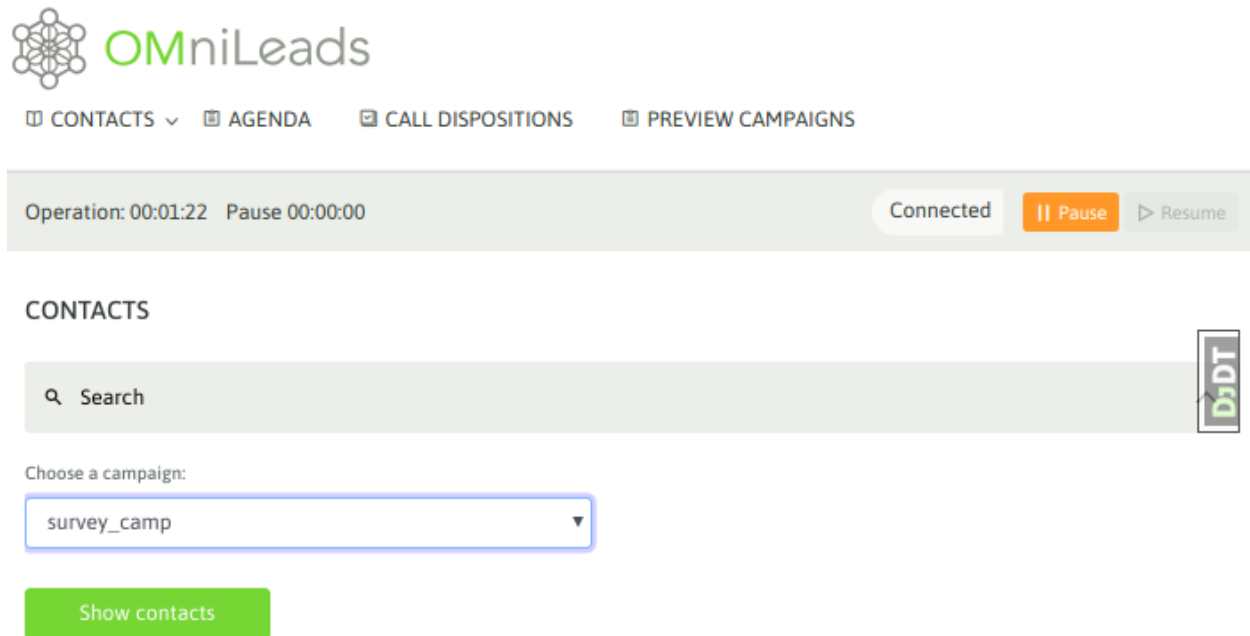 OMniLeads
CONTACTS AGENDA CALL DISPOSITIONS PREVIEW CAMPAIGNS
Operation: 00:01:22 Pause 00:00:00 Connected Pause Resume
CONTACTS
DJDT
Search
Choose a campaign:
survey_camp
Show contacts